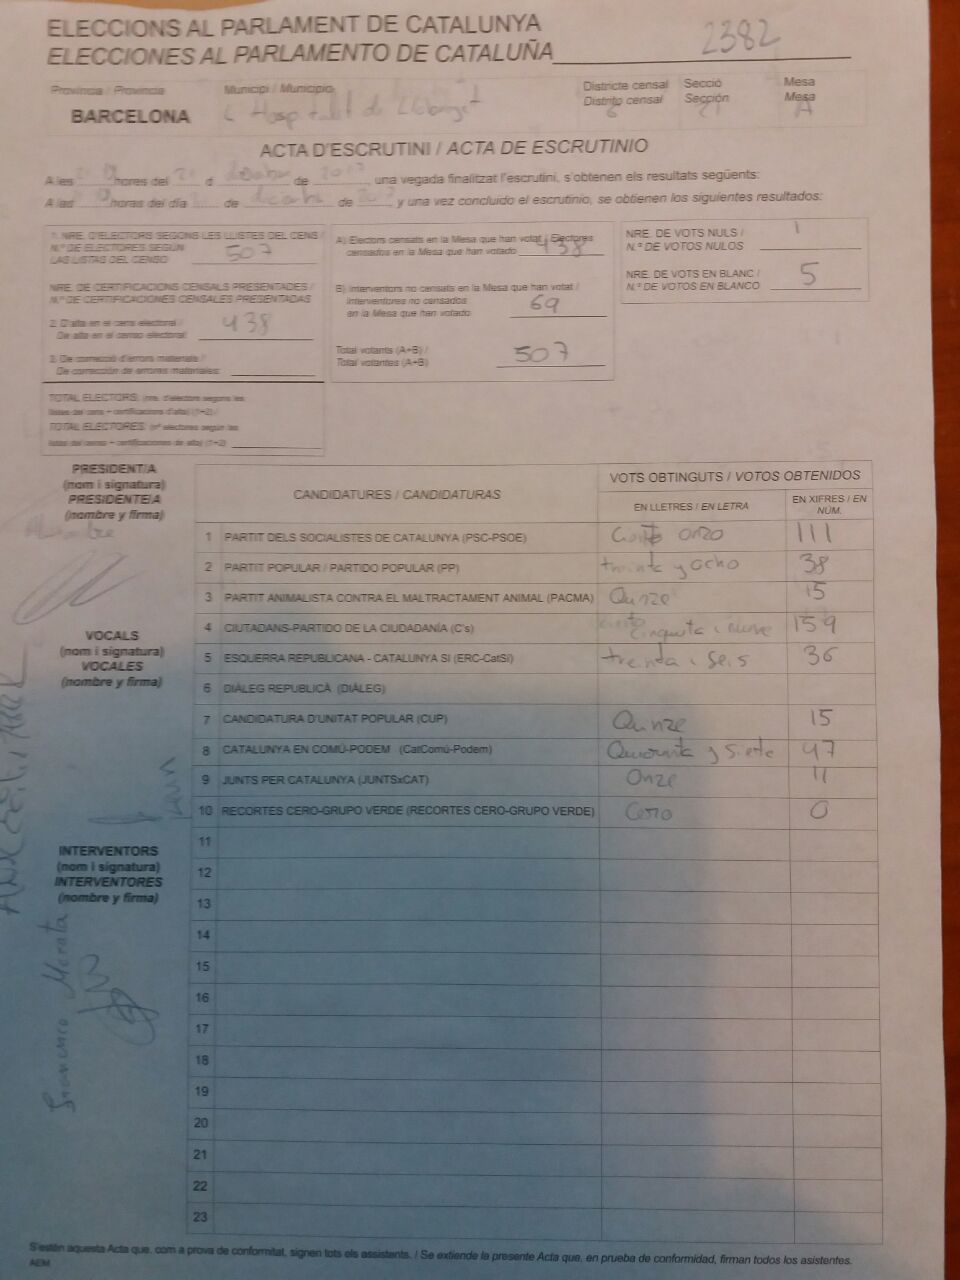 ELECCIONS AL PARLAMENT DE CATALUNYA
ELECCIONES AL PARLAMENTO DE CATALUÑA 2382
Província / Provincia Municipi / Municipio Districte censal Secció Mesa
Distrito censal Sección Mesa
BARCELONA L'Hospitalet de Llobregat 6 A
ACTA D'ESCRUTINI / ACTA DE ESCRUTINIO
A les hores del 21 d de una vegada finalitzat l'escrutini, s'obtenen els resultats següents:
A las horas del día de de y una vez concluido el escrutinio, se obtienen los siguientes resultados:
1. NRE. D'ELECTORS SEGONS LES LLISTES DEL CENS /
N.º DE ELECTORES SEGÚN
LAS LISTAS DEL CENSO 507
NRE. DE CERTIFICACIONS CENSALS PRESENTADES /
N.º DE CERTIFICACIONES CENSALES PRESENTADAS
2. D'alta en el cens electoral /
De alta en el censo electoral: 438
3. De correcció d'errors materials /
De corrección de errores materiales:
TOTAL ELECTORS: (nre. d'electors segons les
llistes del cens + certificacions d'alta) (1+2) /
TOTAL ELECTORES: (nº electores según las
listas del censo + certificaciones de alta) (1+2)
A) Electors censats en la Mesa que han votat / Electores
censados en la Mesa que han votado 438
B) Interventors no censats en la Mesa que han votat /
Interventores no censados
en la Mesa que han votado 69
Total votants (A+B) /
Total votantes (A+B) 507
NRE. DE VOTS NULS /
N.º DE VOTOS NULOS 1
NRE. DE VOTS EN BLANC /
N.º DE VOTOS EN BLANCO 5
PRESIDENT/A
(nom i signatura)
PRESIDENTE/A
(nombre y firma)
VOCALS
(nom i signatura)
VOCALES
(nombre y firma)
INTERVENTORS
(nom i signatura)
INTERVENTORES
(nombre y firma)
Francisco Morata
CANDIDATURES / CANDIDATURAS VOTS OBTINGUTS / VOTOS OBTENIDOS
EN LLETRES / EN LETRA EN XIFRES / EN NÚM.
1 PARTIT DELS SOCIALISTES DE CATALUNYA (PSC-PSOE) Ciento onze 111
2 PARTIT POPULAR / PARTIDO POPULAR (PP) treinta y ocho 38
3 PARTIT ANIMALISTA CONTRA EL MALTRACTAMENT ANIMAL (PACMA) Quinze 15
4 CIUTADANS-PARTIDO DE LA CIUDADANÍA (C's) ciento cinquenta i nueve 159
5 ESQUERRA REPUBLICANA - CATALUNYA SÍ (ERC-CatSí) treinta i seis 36
6 DIÀLEG REPUBLICÀ (DIÀLEG)
7 CANDIDATURA D'UNITAT POPULAR (CUP) Quinze 15
8 CATALUNYA EN COMÚ-PODEM (CatComú-Podem) Quarenta y siete 47
9 JUNTS PER CATALUNYA (JUNTSxCAT) Onze 11
10 RECORTES CERO-GRUPO VERDE (RECORTES CERO-GRUPO VERDE) Cero 0
11
12
13
14
15
16
17
18
19
20
21
22
23
S'estén aquesta Acta que, com a prova de conformitat, signen tots els assistents. / Se extiende la presente Acta que, en prueba de conformidad, firman todos los asistentes.
AEM